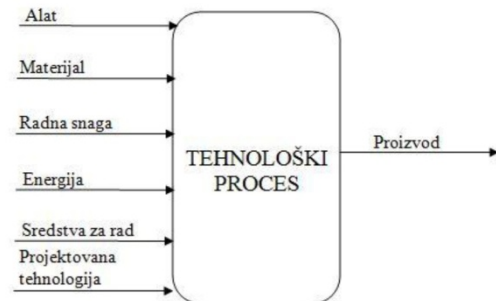 Alat
Materijal
Radna snaga
Energija
Sredstva za rad
Projektovana
tehnologija
TEHNOLOŠKI
PROCES
Proizvod